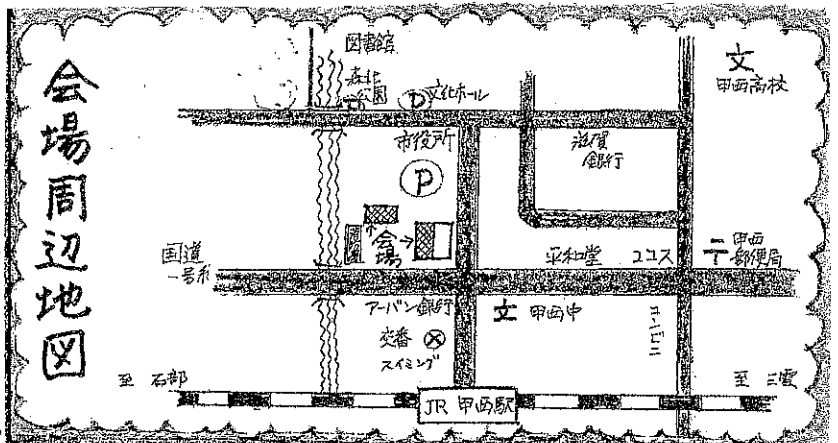 会場周辺地図
図書館
森北
公園
P
P
文化ホール
文
甲西高校
市役所
P
滋賀
銀行
会場
国道
一号線
平和堂
ココス
〒
甲西
郵便局
アーバン銀行
文
甲西中
コンビニ
交番
スイミング
至 石部
至 三雲
JR 甲西駅